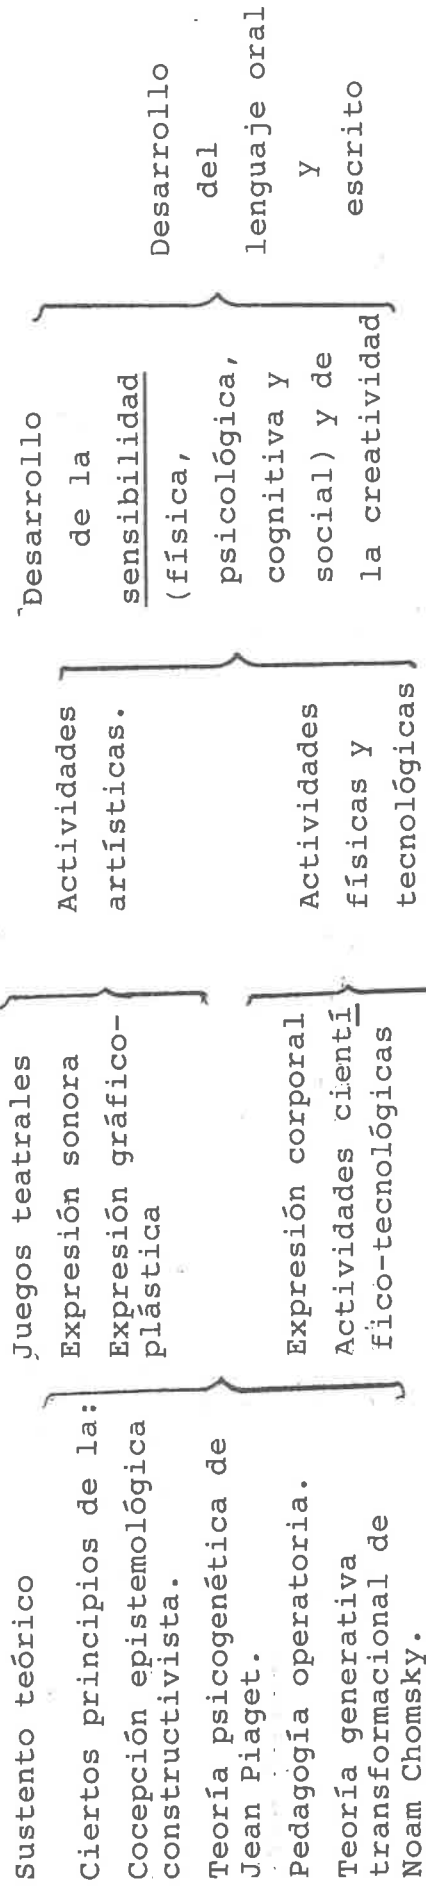 Sustento teórico
Ciertos principios de la:
Cocepción epistemológica
constructivista.
Teoría psicogenética de
Jean Piaget.
Pedagogía operatoria.
Teoría generativa
transformacional de
Noam Chomsky.
Juegos teatrales
Expresión sonora
Expresión gráfico-
plástica
Expresión corporal
Actividades cientí
fico-tecnológicas
Actividades
artísticas.
Actividades
físicas y
tecnológicas
Desarrollo
de la
sensibilidad
(física,
psicológica,
cognitiva y
social) y de
la creatividad
Desarrollo
del
lenguaje oral
y
escrito